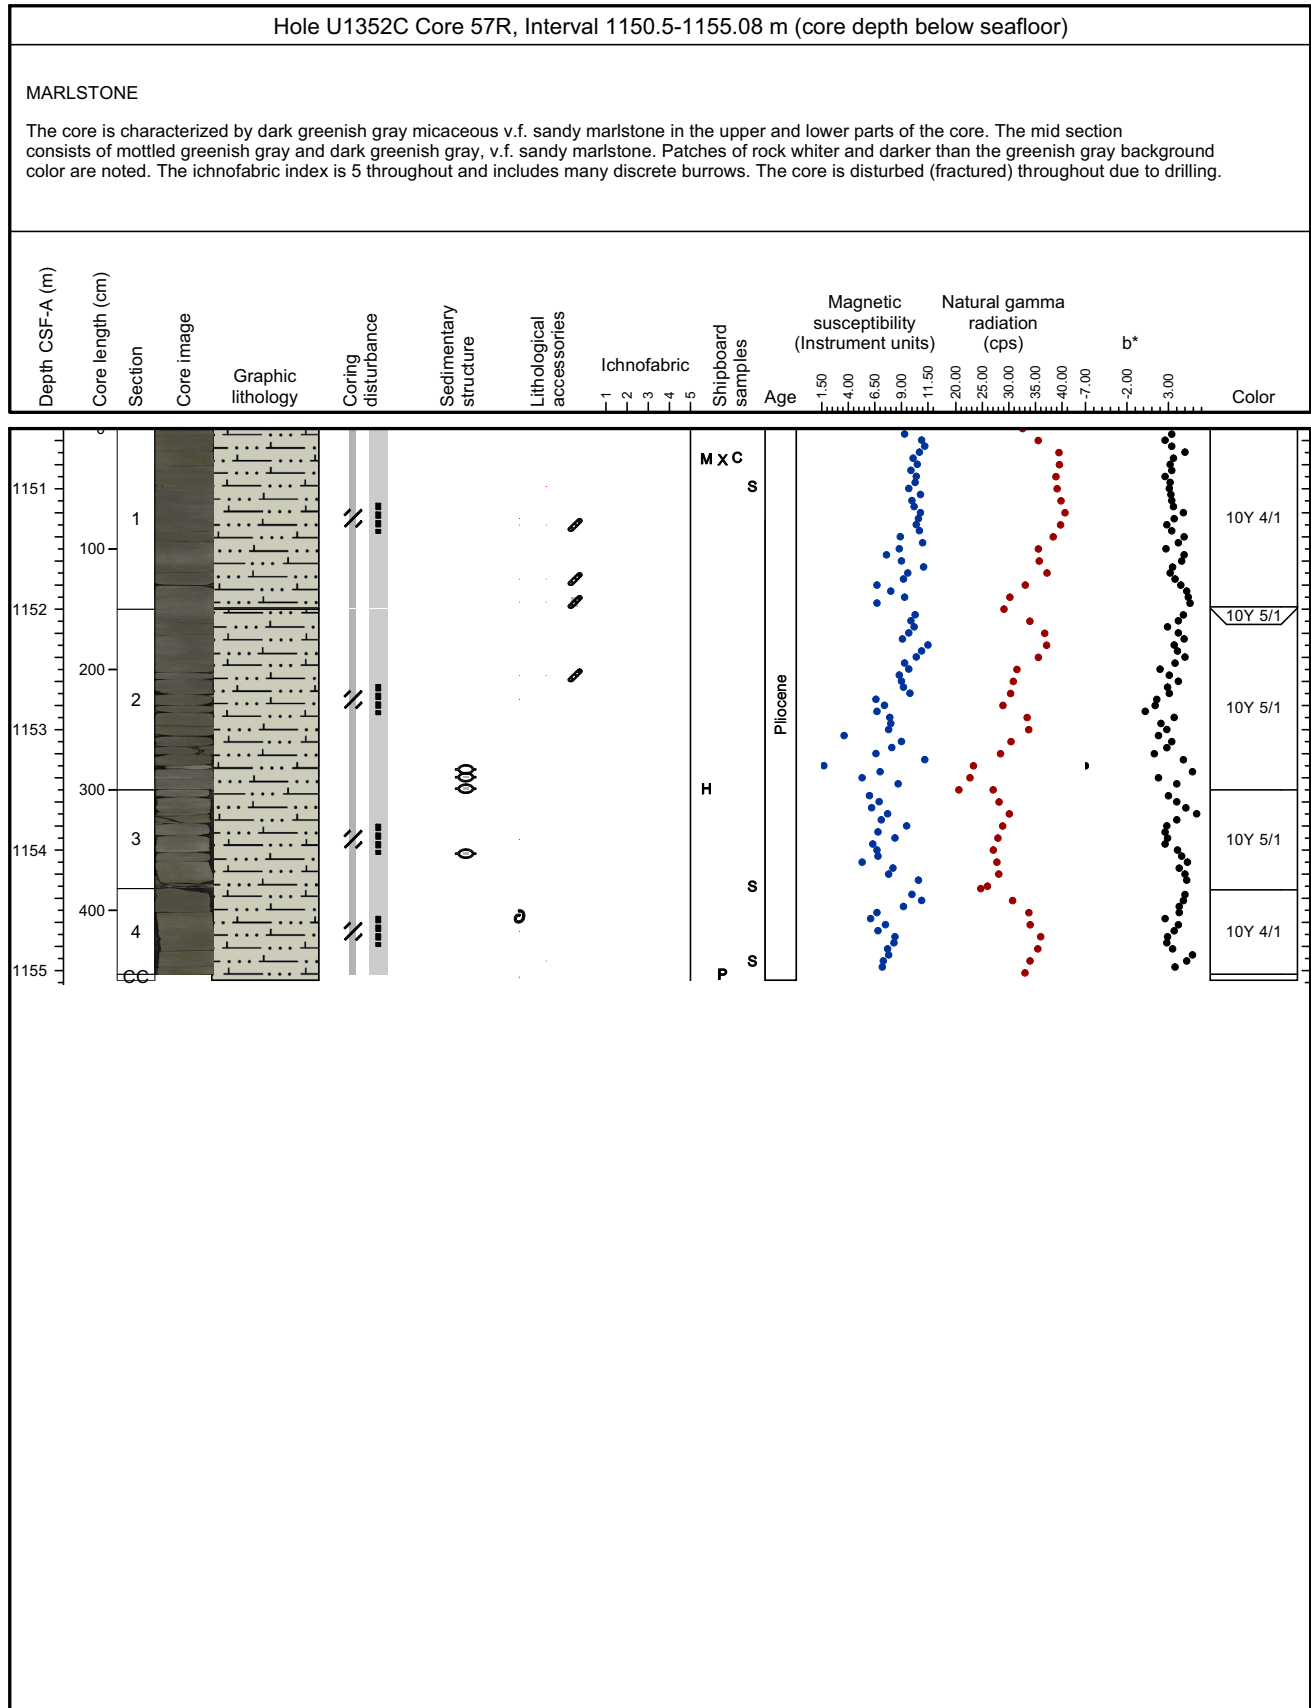 Hole U1352C Core 57R, Interval 1150.5-1155.08 m (core depth below seafloor)
MARLSTONE
The core is characterized by dark greenish gray micaceous v.f. sandy marlstone in the upper and lower parts of the core. The mid section
consists of mottled greenish gray and dark greenish gray, v.f. sandy marlstone. Patches of rock whiter and darker than the greenish gray background
color are noted. The ichnofabric index is 5 throughout and includes many discrete burrows. The core is disturbed (fractured) throughout due to drilling.
Depth CSF-A (m)
Core length (cm)
Section
Core image
Graphic
lithology
Coring
disturbance
Sedimentary
structure
Lithological
accessories
Ichnofabric
1 2 3 4 5
Shipboard
samples
Age
Magnetic
susceptibility
(Instrument units)
1.50 4.00 6.50 9.00 11.50
Natural gamma
radiation
(cps)
20.00 25.00 30.00 35.00 40.00
b*
-7.00 -2.00 3.00
Color
0
M X C
1151
S
1
10Y 4/1
100
1152
10Y 5/1
200
2
10Y 5/1
Pliocene
1153
300
H
3
10Y 5/1
1154
S
400
4
10Y 4/1
S
1155
CC
P